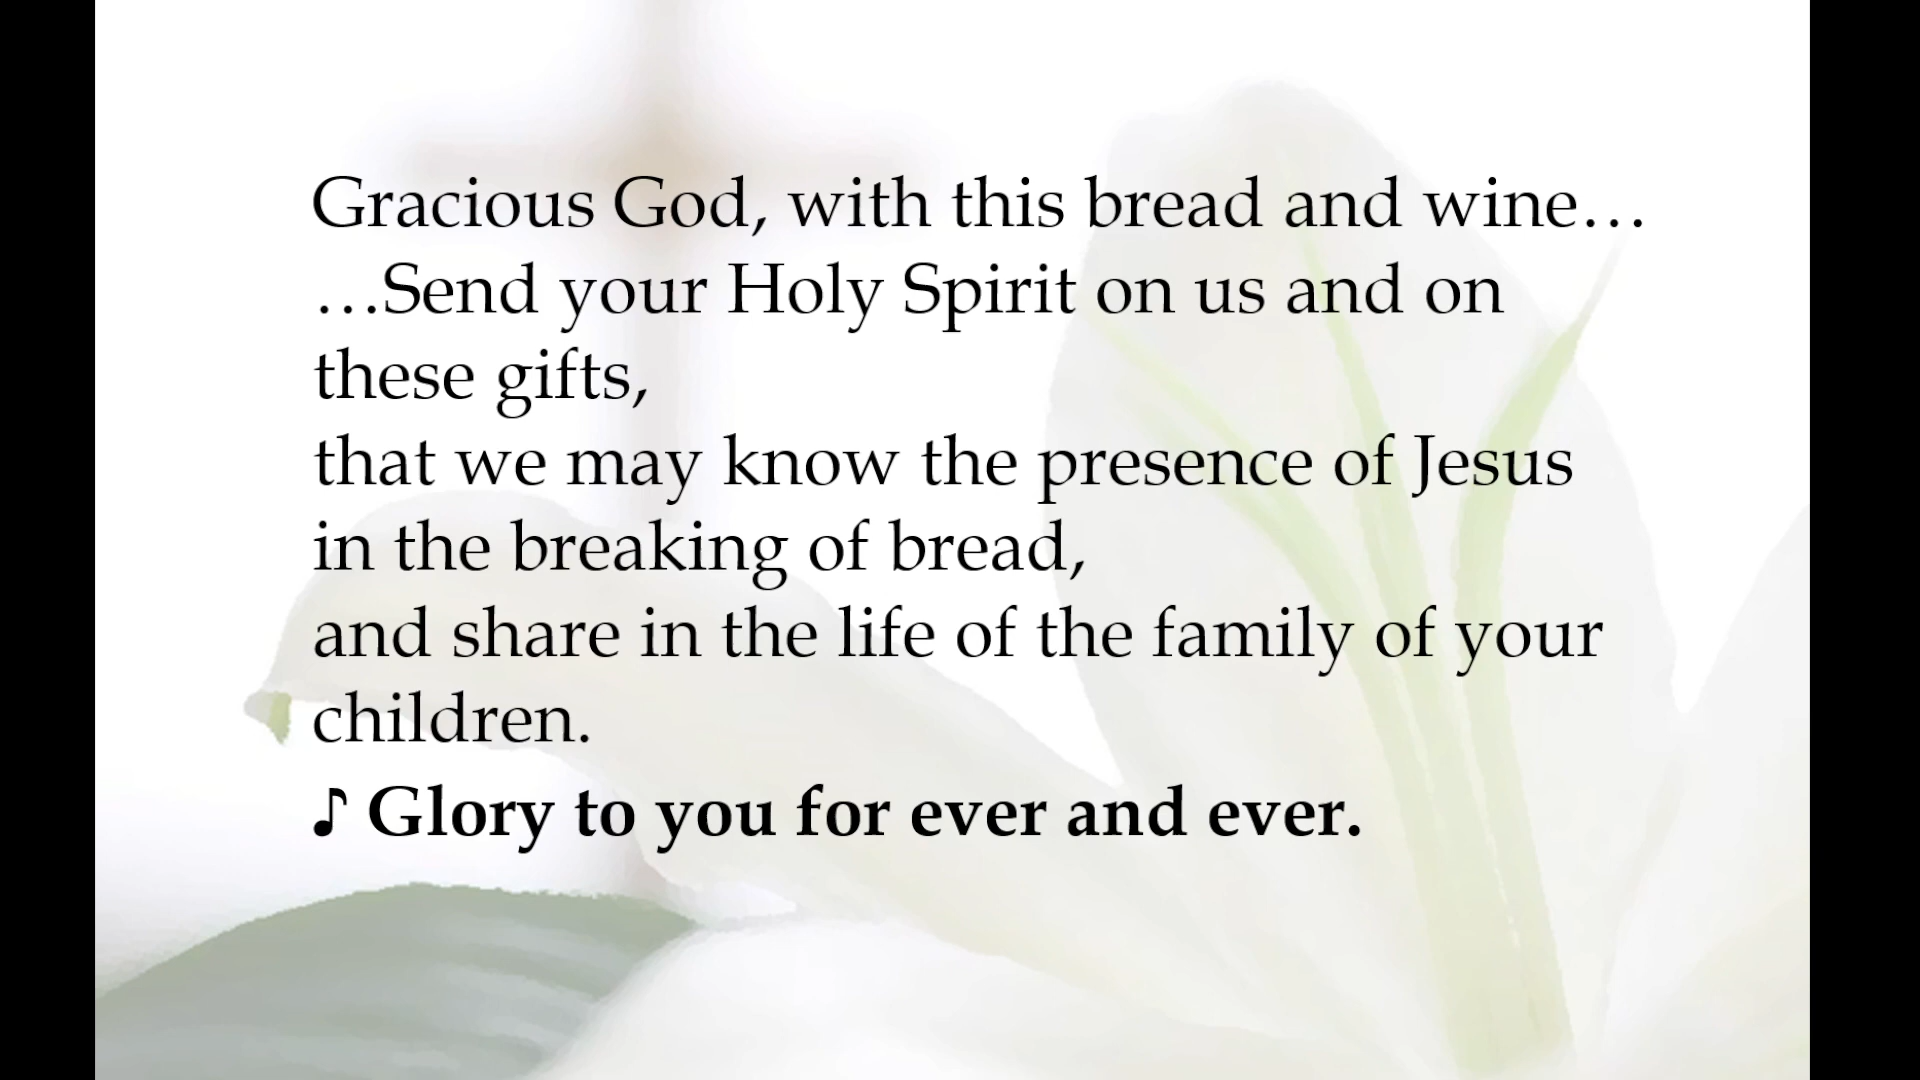 Gracious God, with this bread and wine…
…Send your Holy Spirit on us and on
these gifts,
that we may know the presence of Jesus
in the breaking of bread,
and share in the life of the family of your
children.
♪ Glory to you for ever and ever.